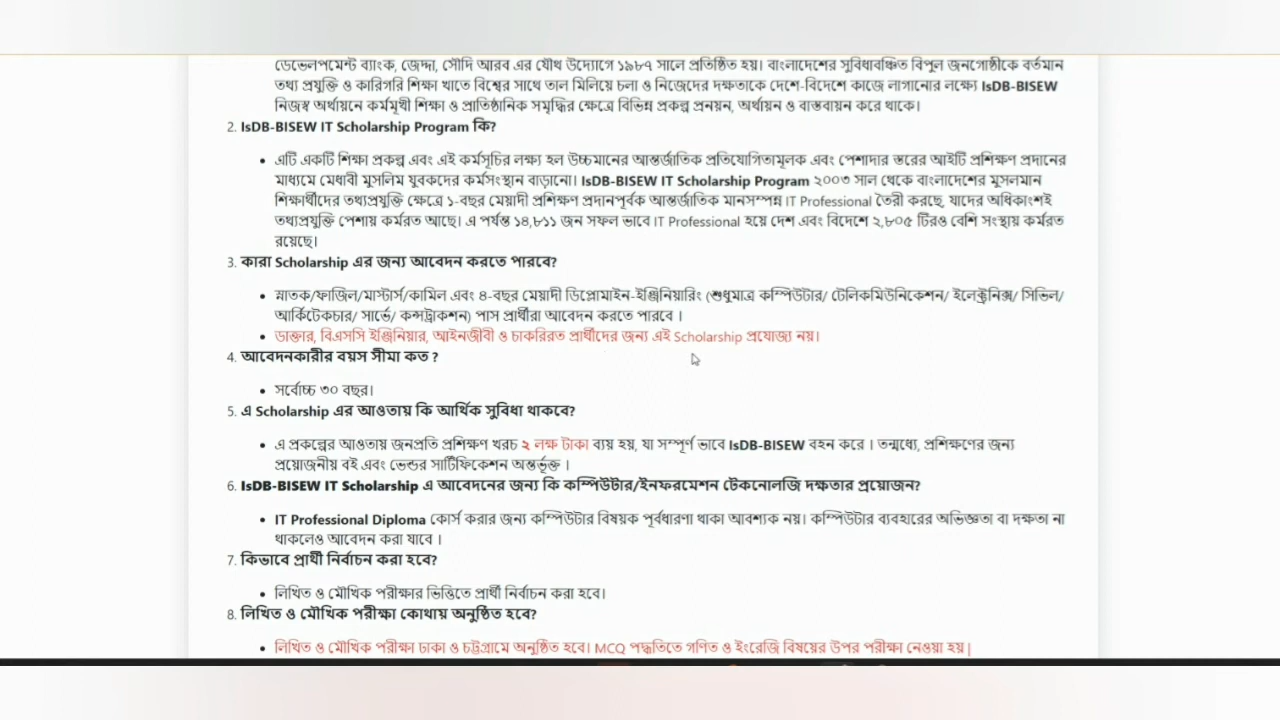 ডেভেলপমেন্ট ব্যাংক, জেদ্দা, সৌদি আরব এর যৌথ উদ্যোগে ১৯৮৭ সালে প্রতিষ্ঠিত হয়। বাংলাদেশের সুবিধাবঞ্চিত বিপুল জনগোষ্ঠীকে বর্তমান
তথ্য প্রযুক্তি ও কারিগরি শিক্ষা খাতে বিশ্বের সাথে তাল মিলিয়ে চলা ও নিজেদের দক্ষতাকে দেশে-বিদেশে কাজে লাগানোর লক্ষ্যে IsDB-BISEW
নিজস্ব অর্থায়নে কর্মমূখী শিক্ষা ও প্রাতিষ্ঠানিক সমৃদ্ধির ক্ষেত্রে বিভিন্ন প্রকল্প প্রনয়ন, অর্থায়ন ও বাস্তবায়ন করে থাকে।
2. IsDB-BISEW IT Scholarship Program কি?
• এটি একটি শিক্ষা প্রকল্প এবং এই কর্মসূচির লক্ষ্য হল উচ্চমানের আন্তর্জাতিক প্রতিযোগিতামূলক এবং পেশাদার স্তরের আইটি প্রশিক্ষণ প্রদানের
মাধ্যমে মেধাবী মুসলিম যুবকদের কর্মসংস্থান বাড়ানো। IsDB-BISEW IT Scholarship Program ২০০৩ সাল থেকে বাংলাদেশের মুসলমান
শিক্ষার্থীদের তথ্যপ্রযুক্তি ক্ষেত্রে ১-বছর মেয়াদী প্রশিক্ষণ প্রদানপূর্বক আন্তর্জাতিক মানসম্পন্ন IT Professional তৈরী করছে, যাদের অধিকাংশই
তথ্যপ্রযুক্তি পেশায় কর্মরত আছে। এ পর্যন্ত ১৪,৮১১ জন সফল ভাবে IT Professional হয়ে দেশ এবং বিদেশে ২,৮০৫ টিরও বেশি সংস্থায় কর্মরত
রয়েছে।
3. কারা Scholarship এর জন্য আবেদন করতে পারবে?
• স্নাতক/ফাজিল/মাস্টার্স/কামিল এবং ৪-বছর মেয়াদী ডিপ্লোমাইন-ইঞ্জিনিয়ারিং (শুধুমাত্র কম্পিউটার/ টেলিকমিউনিকেশন/ ইলেক্ট্রনিক্স/ সিভিল/
আর্কিটেকচার/ সার্ভে/ কন্সট্রাকশন) পাস প্রার্থীরা আবেদন করতে পারবে ।
• ডাক্তার, বিএসসি ইঞ্জিনিয়ার, আইনজীবী ও চাকরিরত প্রার্থীদের জন্য এই Scholarship প্রযোজ্য নয়।
4. আবেদনকারীর বয়স সীমা কত ?
• সর্বোচ্চ ৩০ বছর।
5. এ Scholarship এর আওতায় কি আর্থিক সুবিধা থাকবে?
• এ প্রকল্পের আওতায় জনপ্রতি প্রশিক্ষণ খরচ ২ লক্ষ টাকা ব্যয় হয়, যা সম্পূর্ণ ভাবে IsDB-BISEW বহন করে । তন্মধ্যে, প্রশিক্ষণের জন্য
প্রয়োজনীয় বই এবং ভেন্ডর সার্টিফিকেশন অন্তর্ভূক্ত ।
6. IsDB-BISEW IT Scholarship এ আবেদনের জন্য কি কম্পিউটার/ইনফরমেশন টেকনোলজি দক্ষতার প্রয়োজন?
• IT Professional Diploma কোর্স করার জন্য কম্পিউটার বিষয়ক পূর্বধারণা থাকা আবশ্যক নয়। কম্পিউটার ব্যবহারের অভিজ্ঞতা বা দক্ষতা না
থাকলেও আবেদন করা যাবে ।
7. কিভাবে প্রার্থী নির্বাচন করা হবে?
• লিখিত ও মৌখিক পরীক্ষার ভিত্তিতে প্রার্থী নির্বাচন করা হবে।
8. লিখিত ও মৌখিক পরীক্ষা কোথায় অনুষ্ঠিত হবে?
• লিখিত ও মৌখিক পরীক্ষা ঢাকা ও চট্টগ্রামে অনুষ্ঠিত হবে। MCQ পদ্ধতিতে গণিত ও ইংরেজি বিষয়ের উপর পরীক্ষা নেওয়া হয়|